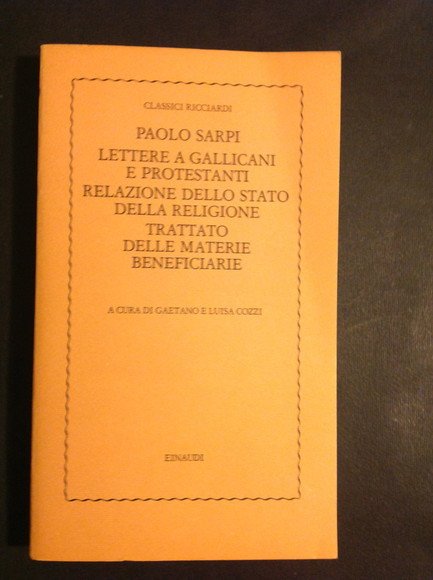 CLASSICI RICCIARDI
PAOLO SARPI
LETTERE A GALLICANI
E PROTESTANTI
RELAZIONE DELLO STATO
DELLA RELIGIONE
TRATTATO
DELLE MATERIE
BENEFICIARIE
A CURA DI GAETANO E LUISA COZZI
EINAUDI